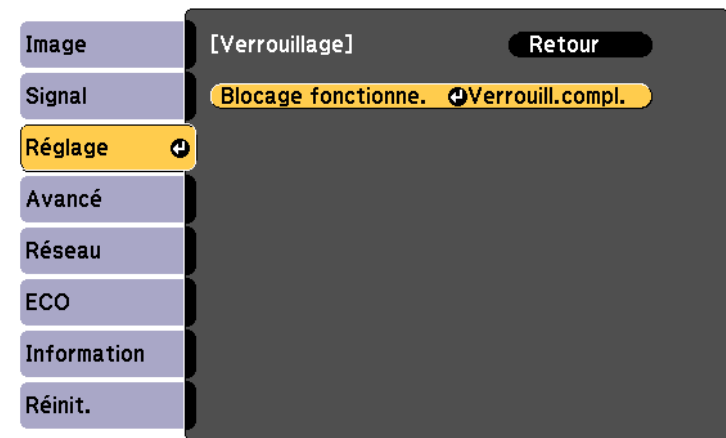 Image
Signal
Réglage
Avancé
Réseau
ECO
Information
Réinit.
[Verrouillage] Retour
Blocage fonctionne. Verrouill.compl.